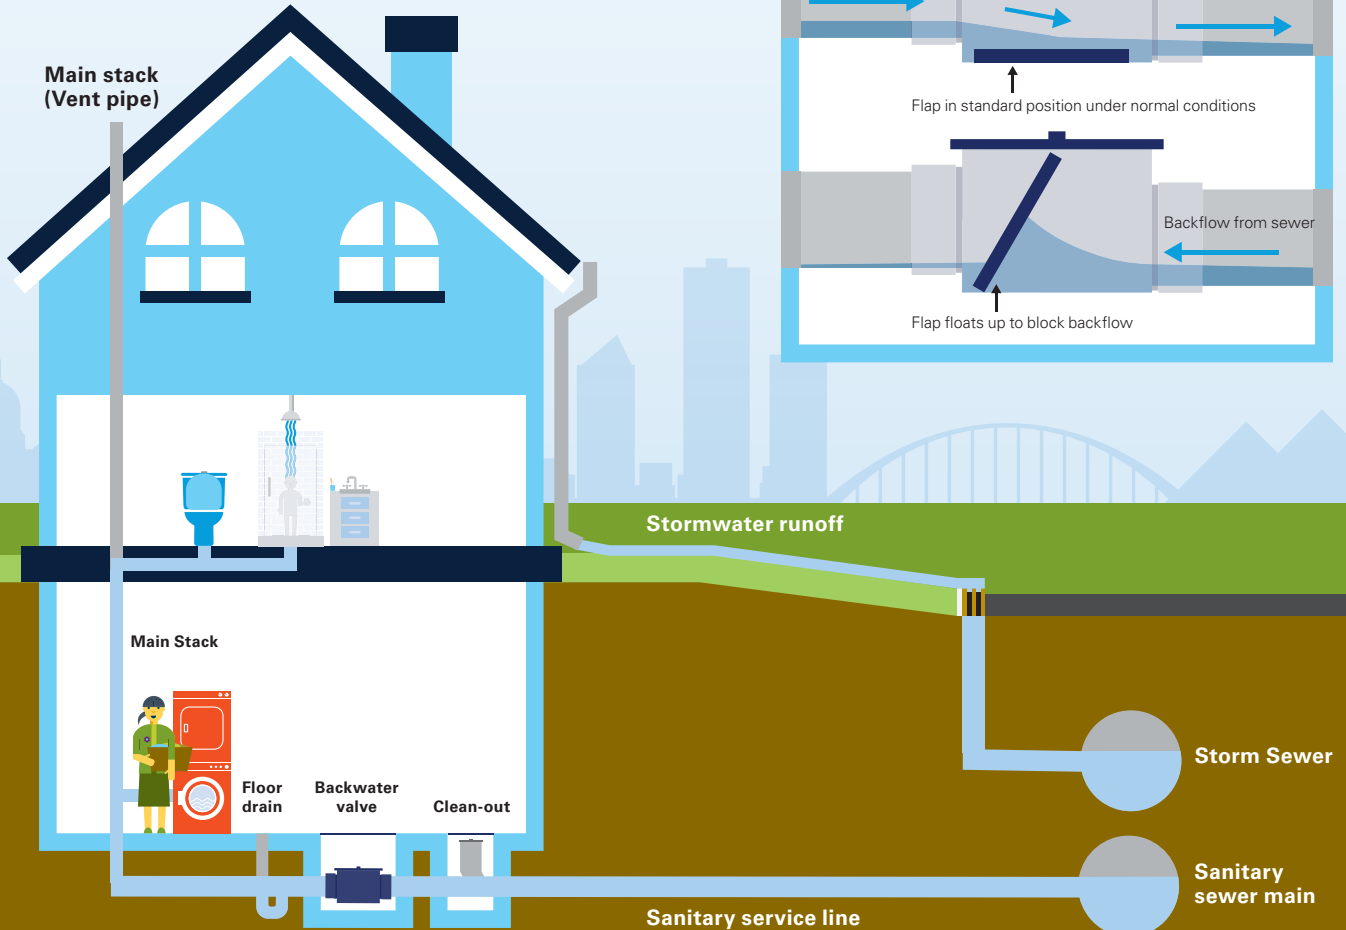 Main stack
(Vent pipe)
Flap in standard position under normal conditions
Backflow from sewer
Flap floats up to block backflow
Stormwater runoff
Main Stack
Floor
drain
Backwater
valve
Clean-out
Storm Sewer
Sanitary
sewer main
Sanitary service line